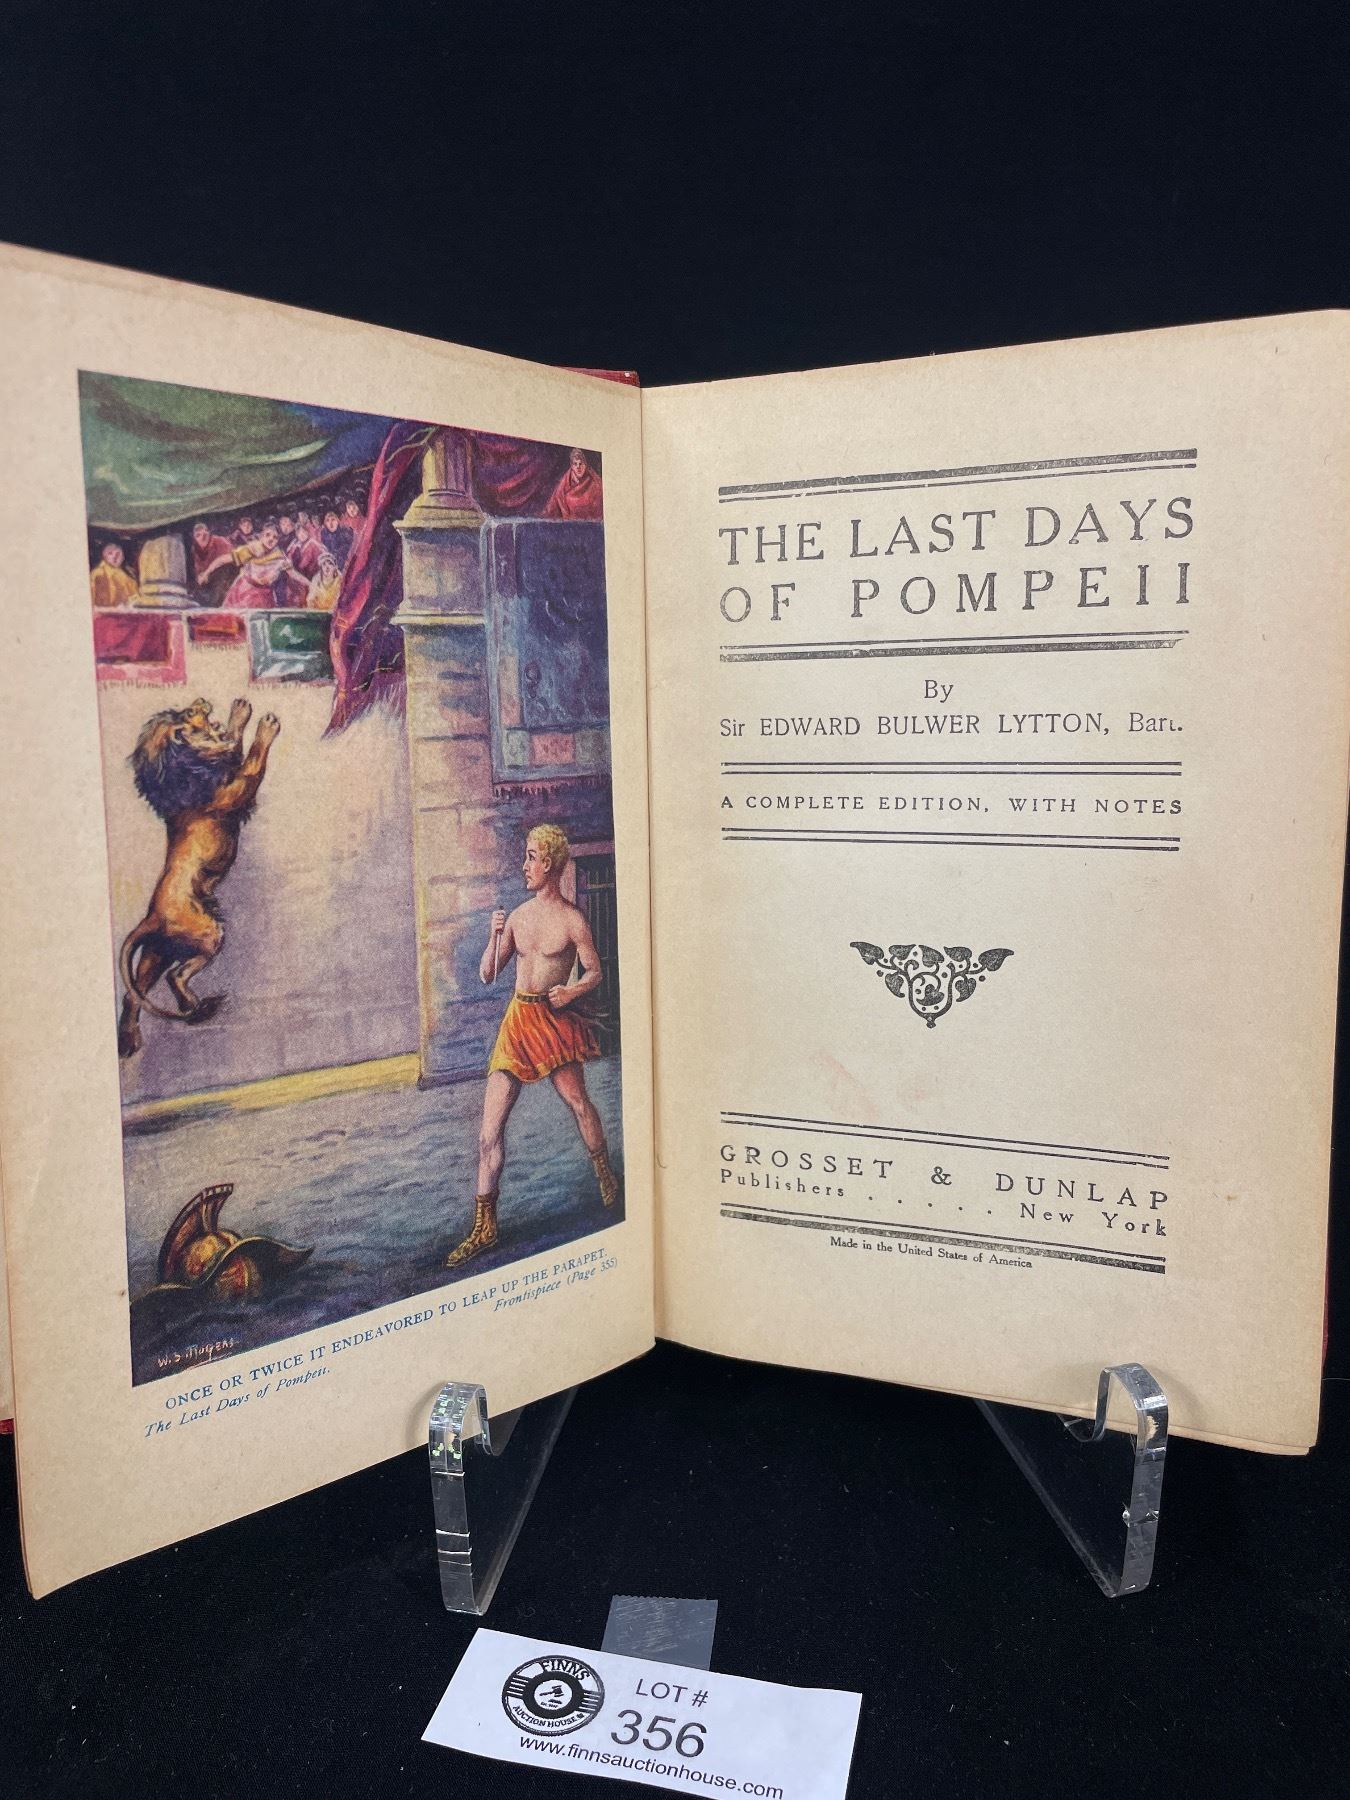 W. S. Rogers
ONCE OR TWICE IT ENDEAVORED TO LEAP UP THE PARAPET.
The Last Days of Pompeii.
Frontispiece (Page 355)
THE LAST DAYS
OF POMPEII
By
Sir EDWARD BULWER LYTTON, Bart.
A COMPLETE EDITION, WITH NOTES
GROSSET & DUNLAP
Publishers . . . . . New York
Made in the United States of America
FINNS
AUCTION HOUSE
LOT #
356
www.finnsauctionhouse.com